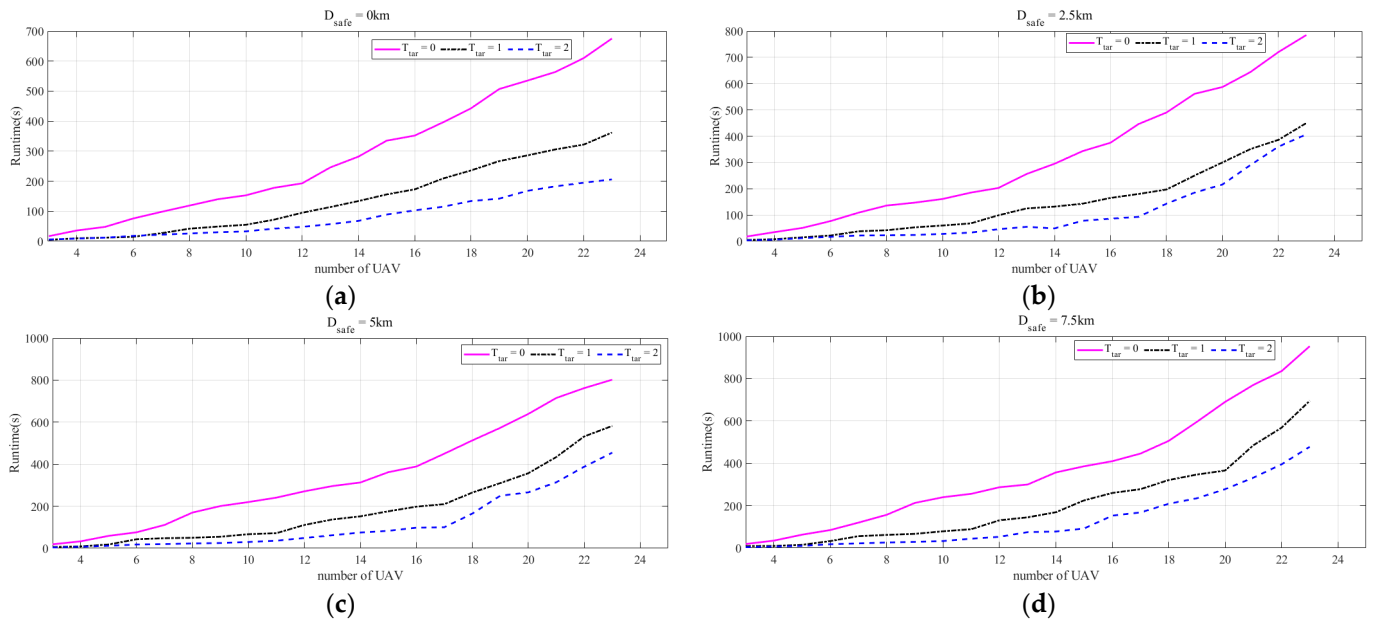 D_safe = 0km
700
600
500
400
300
200
100
0
Runtime(s)
T_tar = 0 T_tar = 1 T_tar = 2
4 6 8 10 12 14 16 18 20 22 24
number of UAV
(a)
D_safe = 2.5km
800
700
600
500
400
300
200
100
0
Runtime(s)
T_tar = 0 T_tar = 1 T_tar = 2
4 6 8 10 12 14 16 18 20 22 24
number of UAV
(b)
D_safe = 5km
1000
800
600
400
200
0
Runtime(s)
T_tar = 0 T_tar = 1 T_tar = 2
4 6 8 10 12 14 16 18 20 22 24
number of UAV
(c)
D_safe = 7.5km
1000
800
600
400
200
0
Runtime(s)
T_tar = 0 T_tar = 1 T_tar = 2
4 6 8 10 12 14 16 18 20 22 24
number of UAV
(d)